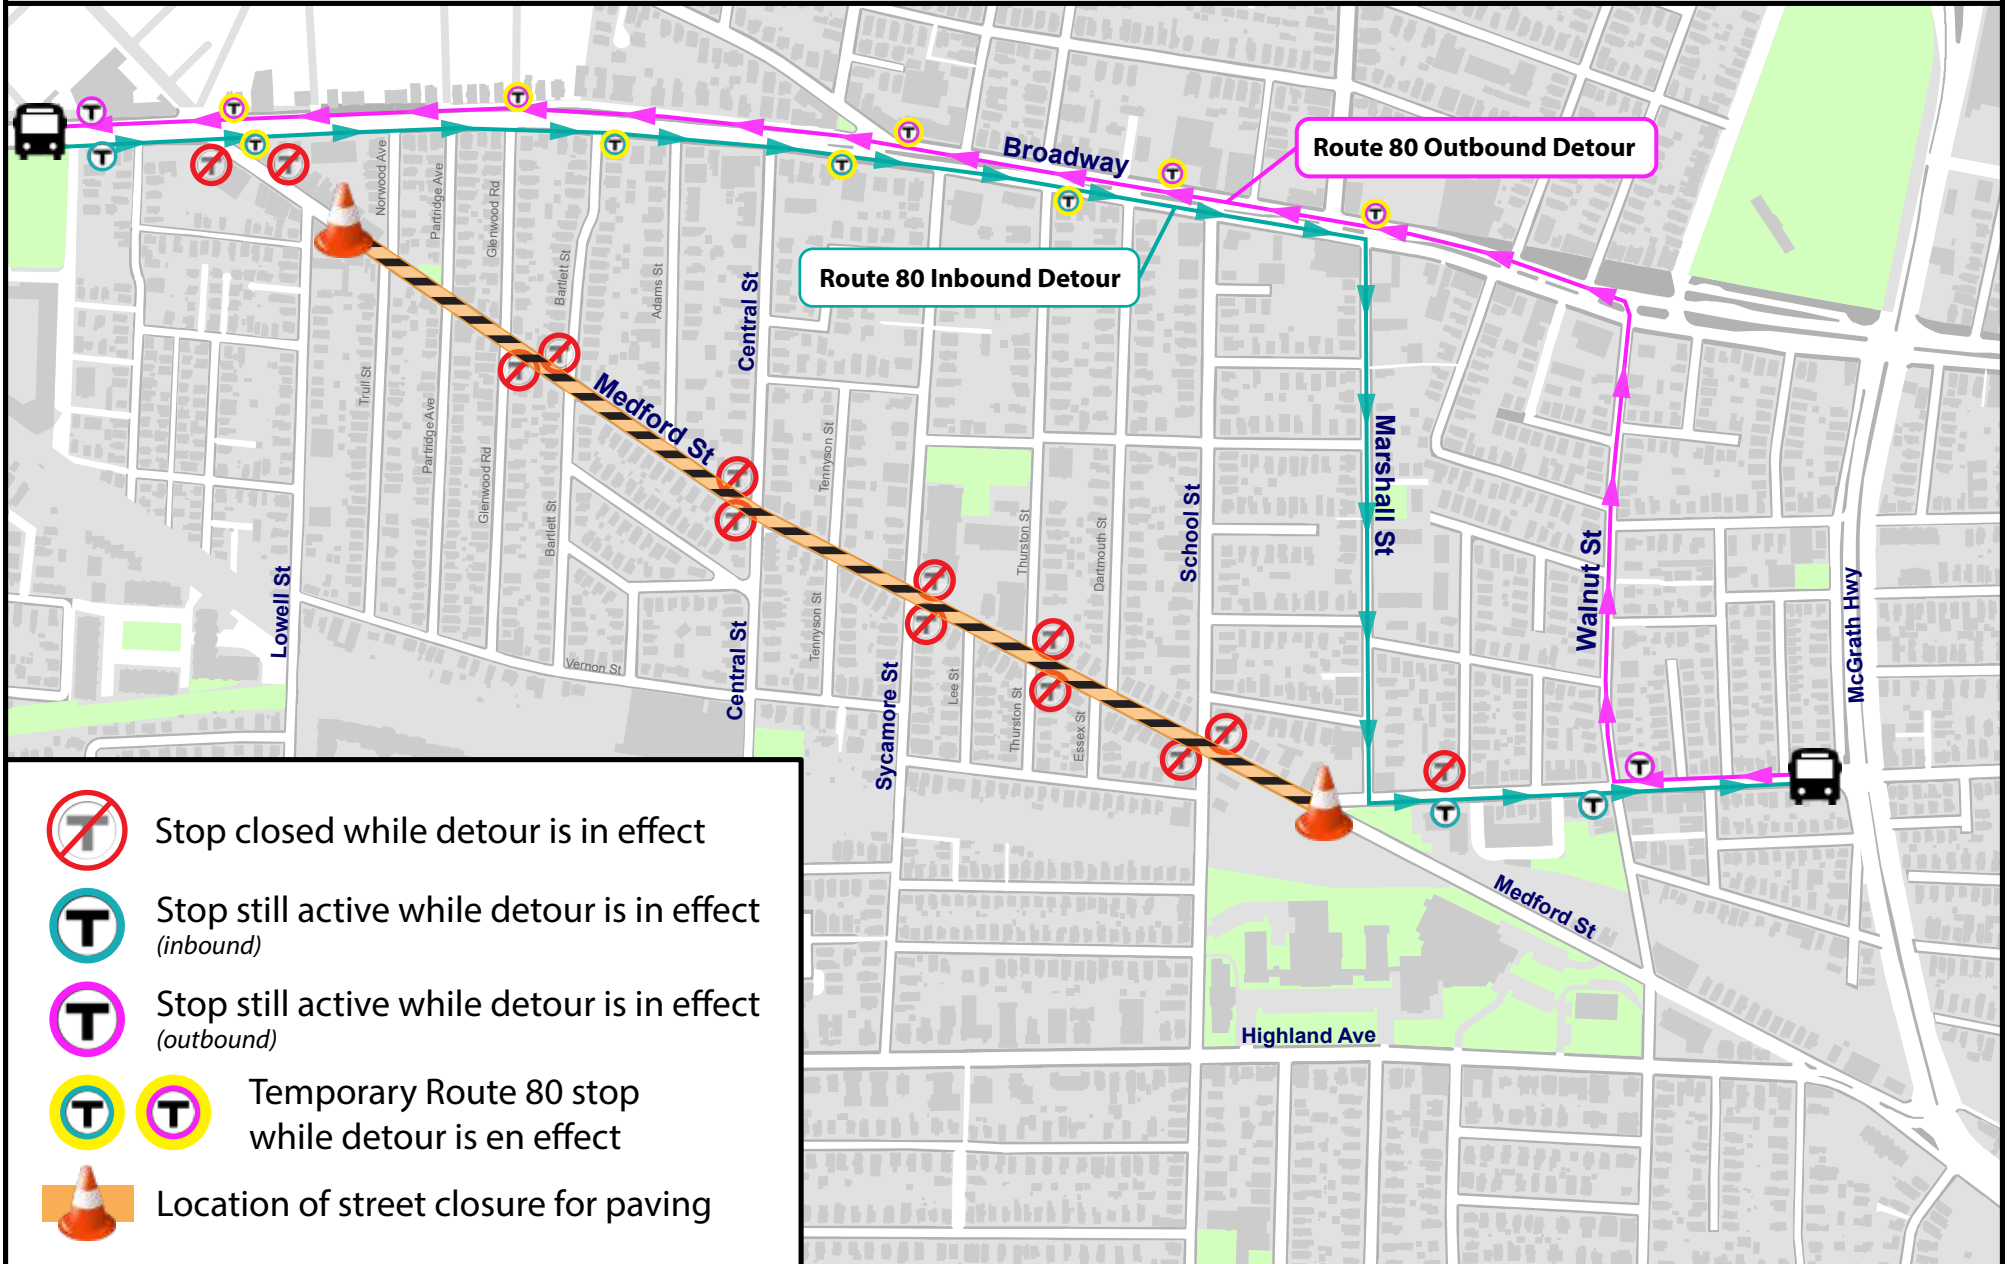 Broadway
Route 80 Outbound Detour
Route 80 Inbound Detour
Norwood Ave
Partridge Ave
Glenwood Rd
Bartlett St
Adams St
Central St
Trull St
Partridge Ave
Glenwood Rd
Bartlett St
Medford St
Tennyson St
Tennyson St
Thurston St
Dartmouth St
School St
Marshall St
Walnut St
McGrath Hwy
Lowell St
Vernon St
Central St
Sycamore St
Lee St
Thurston St
Essex St
Medford St
Highland Ave
T
Stop closed while detour is in effect
T
Stop still active while detour is in effect
(inbound)
T
Stop still active while detour is in effect
(outbound)
T T
Temporary Route 80 stop
while detour is en effect
Location of street closure for paving